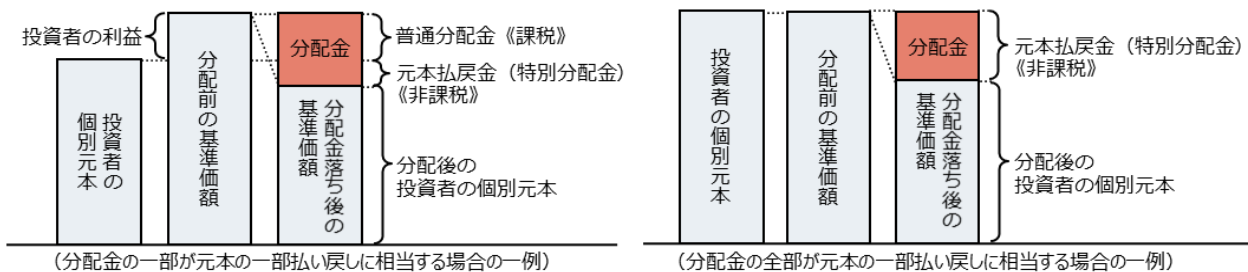 投資者の利益
投資者の
個別元本
分配前の基準価額
分配金
分配金落ち後の
基準価額
普通分配金《課税》
元本払戻金（特別分配金）
《非課税》
分配後の
投資者の個別元本
（分配金の一部が元本の一部払い戻しに相当する場合の一例）
投資者の個別元本
分配前の基準価額
分配金
分配金落ち後の
基準価額
元本払戻金（特別分配金）
《非課税》
分配後の
投資者の個別元本
（分配金の全部が元本の一部払い戻しに相当する場合の一例）